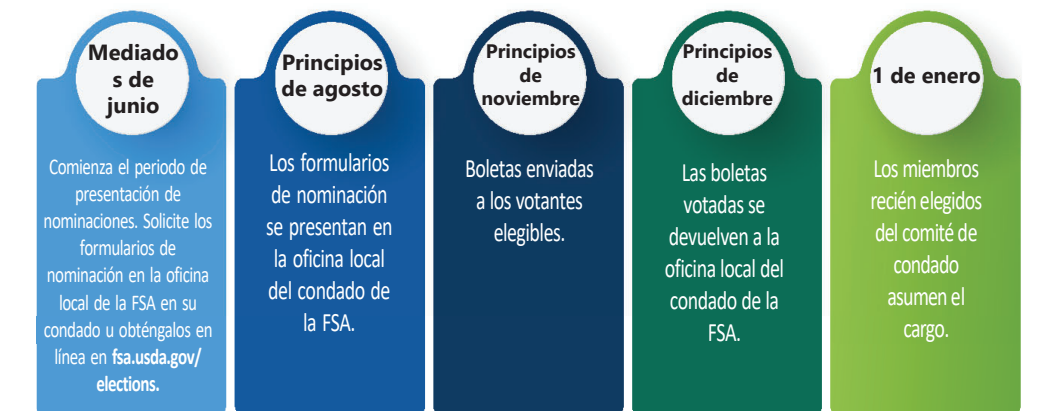 Mediado
s de
junio
Comienza el periodo de
presentación de
nominaciones. Solicite los
formularios de
nominación en la oficina
local de la FSA en su
condado u obténgalos en
línea en fsa.usda.gov/
elections.
Principios
de agosto
Los formularios
de nominación
se presentan en
la oficina local
del condado de
la FSA.
Principios
de
noviembre
Boletas enviadas
a los votantes
elegibles.
Principios
de
diciembre
Las boletas
votadas se
devuelven a la
oficina local del
condado de la
FSA.
1 de enero
Los miembros
recién elegidos
del comité de
condado
asumen el
cargo.